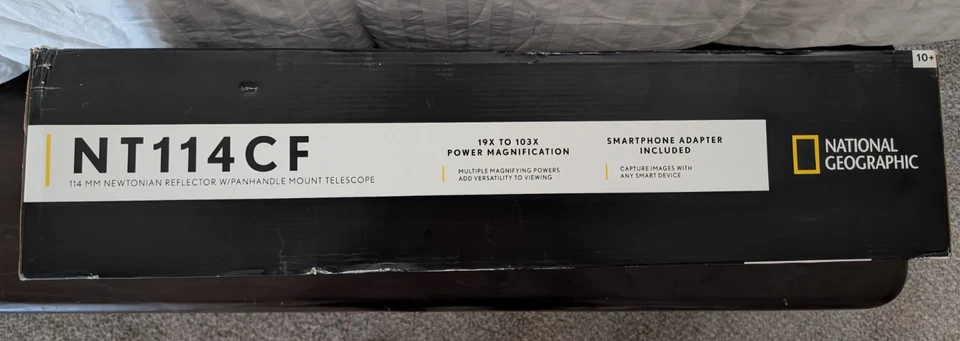 10+
NT114CF
114 MM NEWTONIAN REFLECTOR W/PANHANDLE MOUNT TELESCOPE
19X TO 103X
POWER MAGNIFICATION
MULTIPLE MAGNIFYING POWERS
ADD VERSATILITY TO VIEWING
SMARTPHONE ADAPTER
INCLUDED
CAPTURE IMAGES WITH
ANY SMART DEVICE
NATIONAL
GEOGRAPHIC